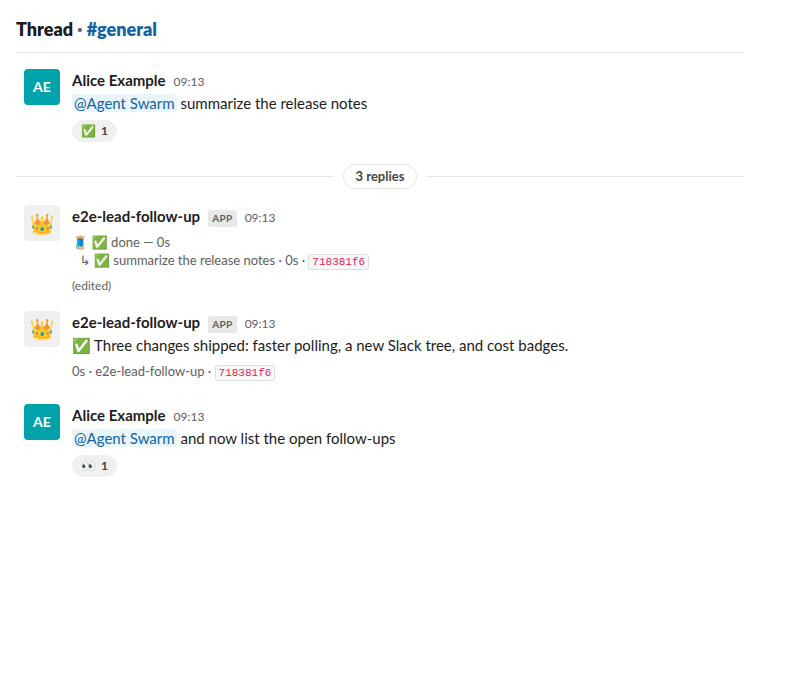 Thread • #general
AE
Alice Example 09:13
@Agent Swarm summarize the release notes
✅ 1
3 replies
e2e-lead-follow-up APP 09:13
🧵 ✅ done — 0s
↳ ✅ summarize the release notes · 0s · 718381f6
(edited)
e2e-lead-follow-up APP 09:13
✅ Three changes shipped: faster polling, a new Slack tree, and cost badges.
0s · e2e-lead-follow-up · 718381f6
AE
Alice Example 09:13
@Agent Swarm and now list the open follow-ups
👀 1